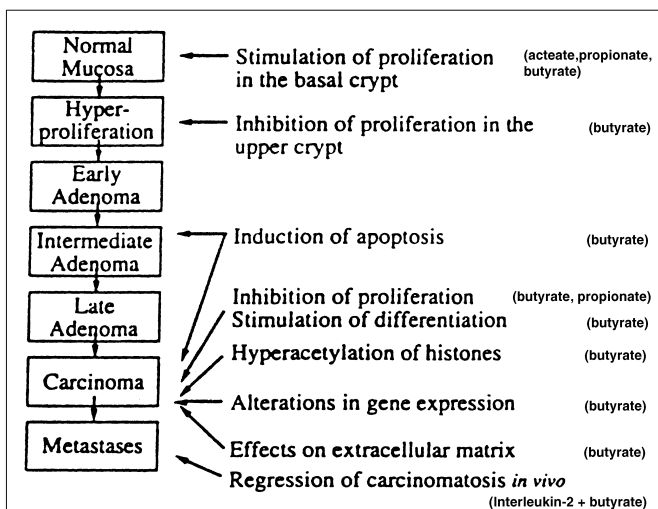 Normal
Mucosa
Stimulation of proliferation
in the basal crypt
(acteate,propionate,
butyrate)
Hyper-
proliferation
Inhibition of proliferation in the
upper crypt
(butyrate)
Early
Adenoma
Intermediate
Adenoma
Induction of apoptosis
(butyrate)
Late
Adenoma
Inhibition of proliferation
(butyrate, propionate)
Stimulation of differentiation
(butyrate)
Hyperacetylation of histones
(butyrate)
Carcinoma
Alterations in gene expression
(butyrate)
Metastases
Effects on extracellular matrix
(butyrate)
Regression of carcinomatosis in vivo
(Interleukin-2 + butyrate)